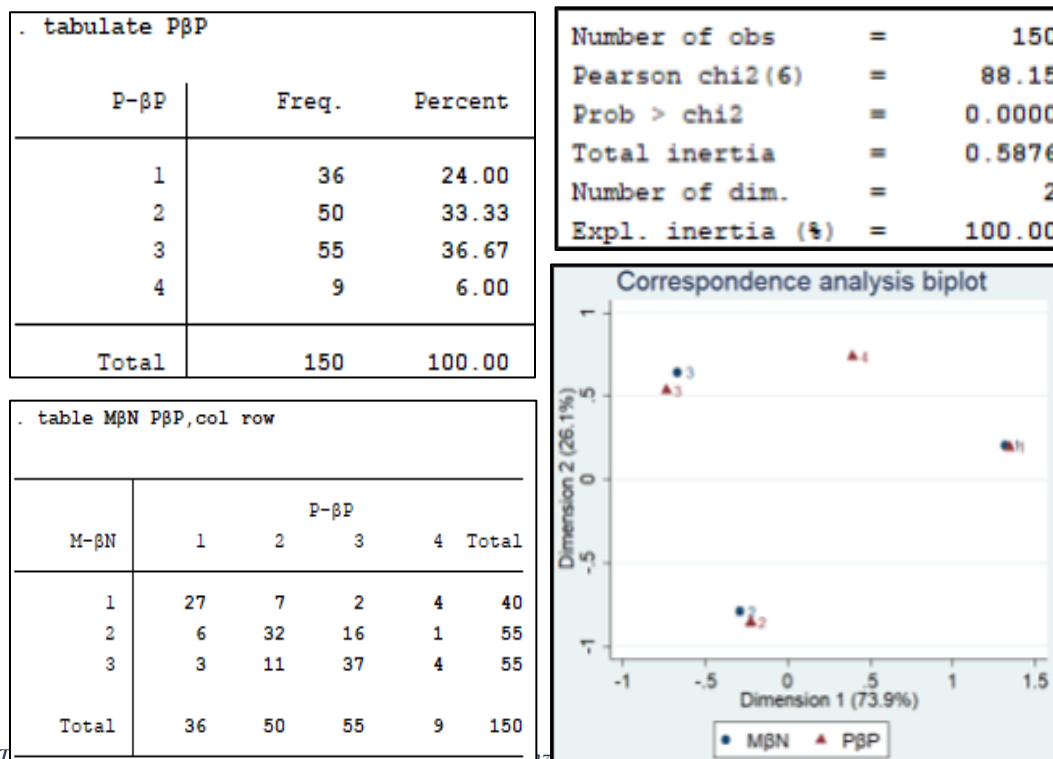 . tabulate PβP
P-βP Freq. Percent
1 36 24.00
2 50 33.33
3 55 36.67
4 9 6.00
Total 150 100.00
. table MβN PβP,col row
P-βP
M-βN 1 2 3 4 Total
1 27 7 2 4 40
2 6 32 16 1 55
3 3 11 37 4 55
Total 36 50 55 9 150
Number of obs = 150
Pearson chi2(6) = 88.15
Prob > chi2 = 0.0000
Total inertia = 0.5876
Number of dim. = 2
Expl. inertia (%) = 100.00
Correspondence analysis biplot
Dimension 2 (26.1%)
1
.5
0
-.5
-1
3
3
4
1
2
2
-1 -.5 0 .5 1 1.5
Dimension 1 (73.9%)
MβN PβP